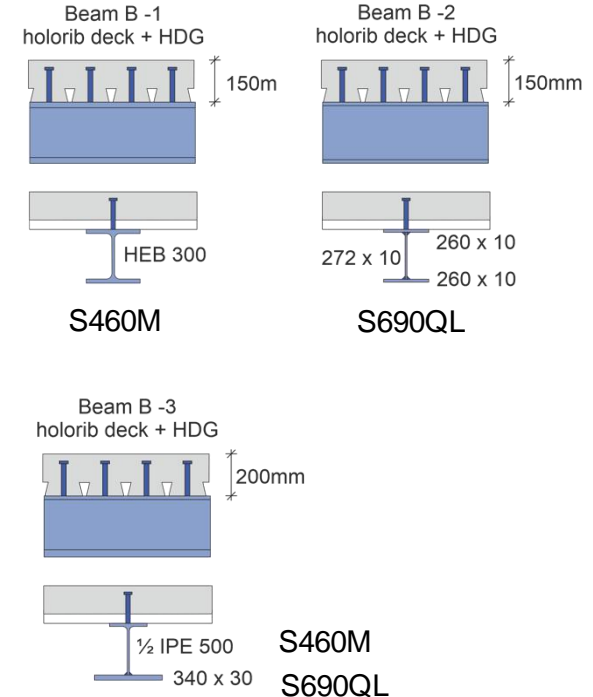 Beam B -1
holorib deck + HDG
150m
HEB 300
S460M
Beam B -2
holorib deck + HDG
150mm
272 x 10
260 x 10
260 x 10
S690QL
Beam B -3
holorib deck + HDG
200mm
½ IPE 500
340 x 30
S460M
S690QL